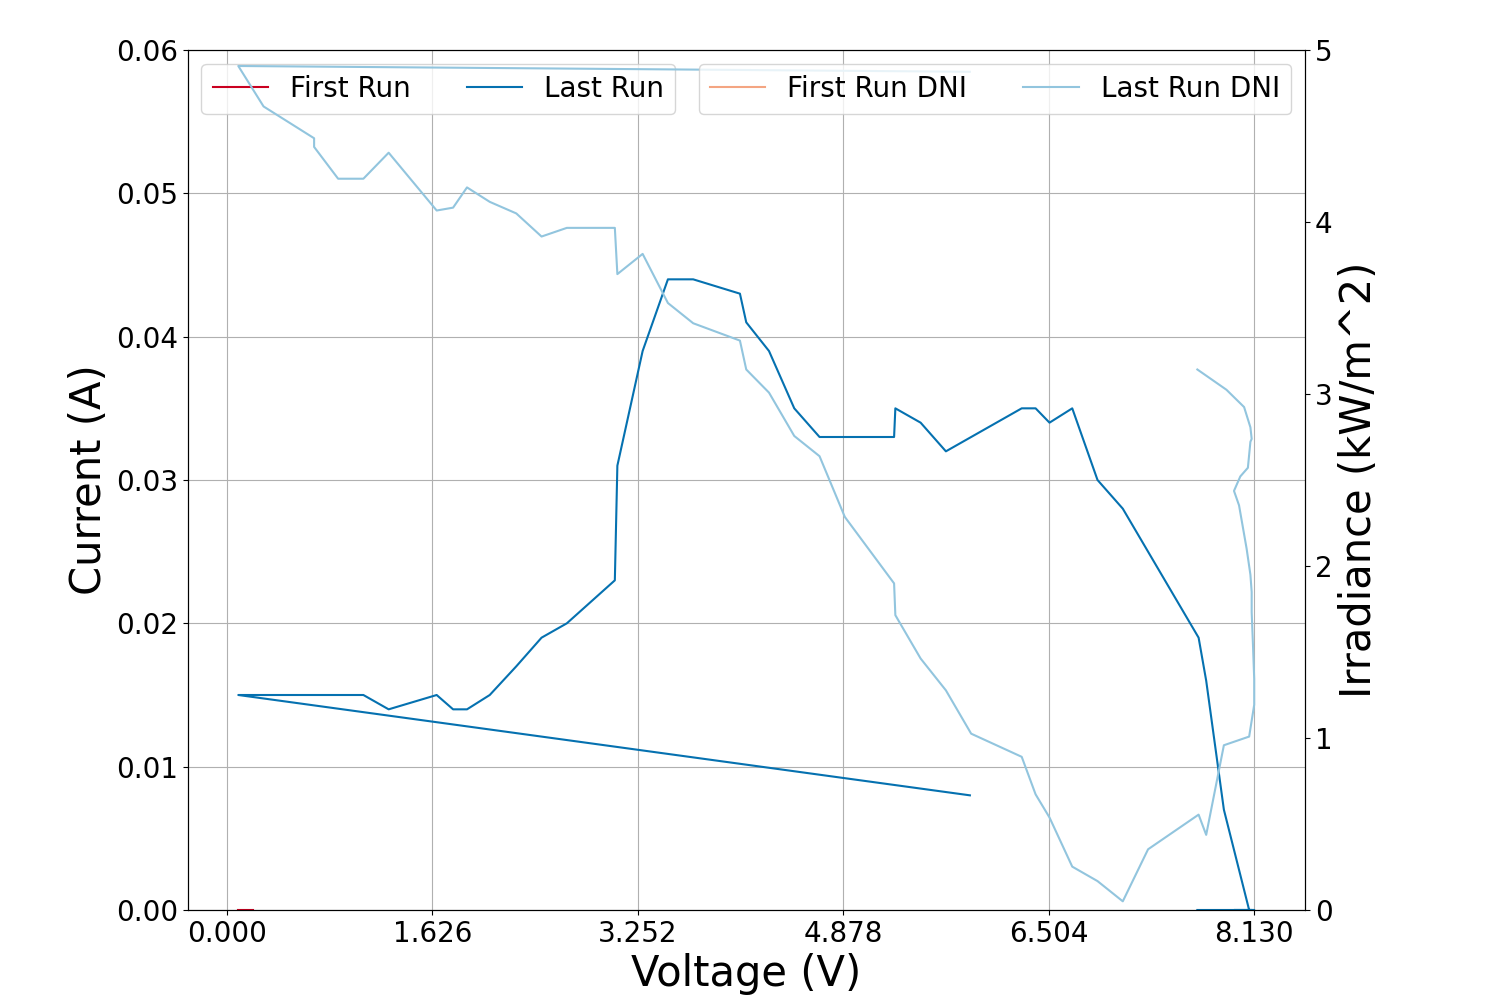 First Run
Last Run
First Run DNI
Last Run DNI
0.06
0.05
0.04
0.03
0.02
0.01
0.00
Current (A)
5
4
3
2
1
0
Irradiance (kW/m^2)
0.000 1.626 3.252 4.878 6.504 8.130
Voltage (V)